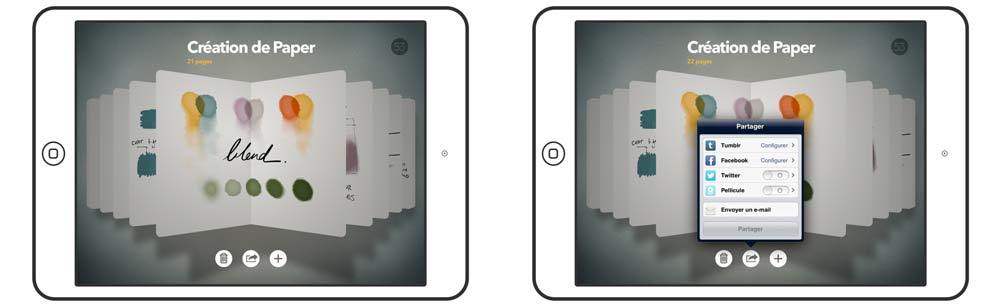 Création de Paper
53
21 pages
blend.
Création de Paper
53
22 pages
Partager
Tumblr Configurer
Facebook Configurer
Twitter
Pellicule
Envoyer un e-mail
Partager